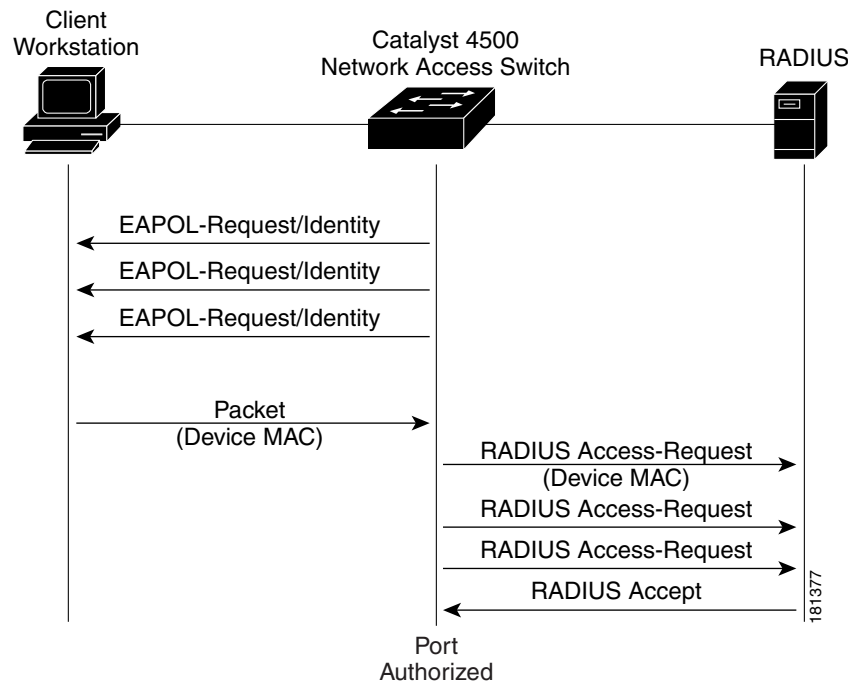 Client
Workstation
Catalyst 4500
Network Access Switch
RADIUS
EAPOL-Request/Identity
EAPOL-Request/Identity
EAPOL-Request/Identity
Packet
(Device MAC)
RADIUS Access-Request
(Device MAC)
RADIUS Access-Request
RADIUS Access-Request
RADIUS Accept
181377
Port
Authorized